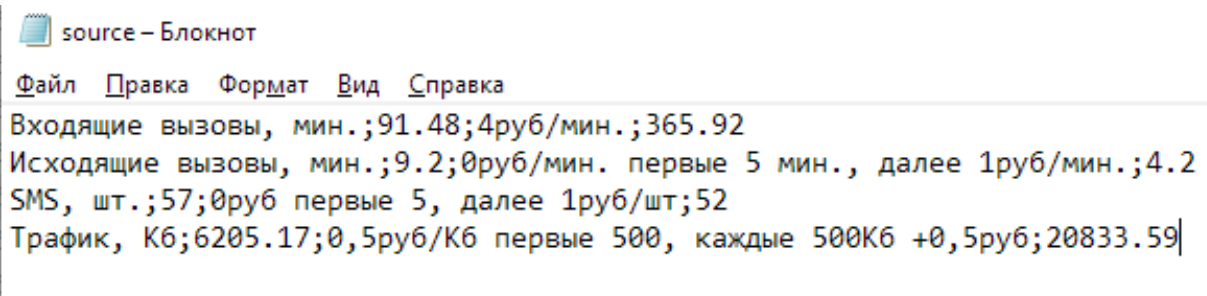 source – Блокнот
Файл Правка Формат Вид Справка
Входящие вызовы, мин.;91.48;4руб/мин.;365.92
Исходящие вызовы, мин.;9.2;0руб/мин. первые 5 мин., далее 1руб/мин.;4.2
SMS, шт.;57;0руб первые 5, далее 1руб/шт;52
Трафик, Кб;6205.17;0,5руб/Кб первые 500, каждые 500Кб +0,5руб;20833.59